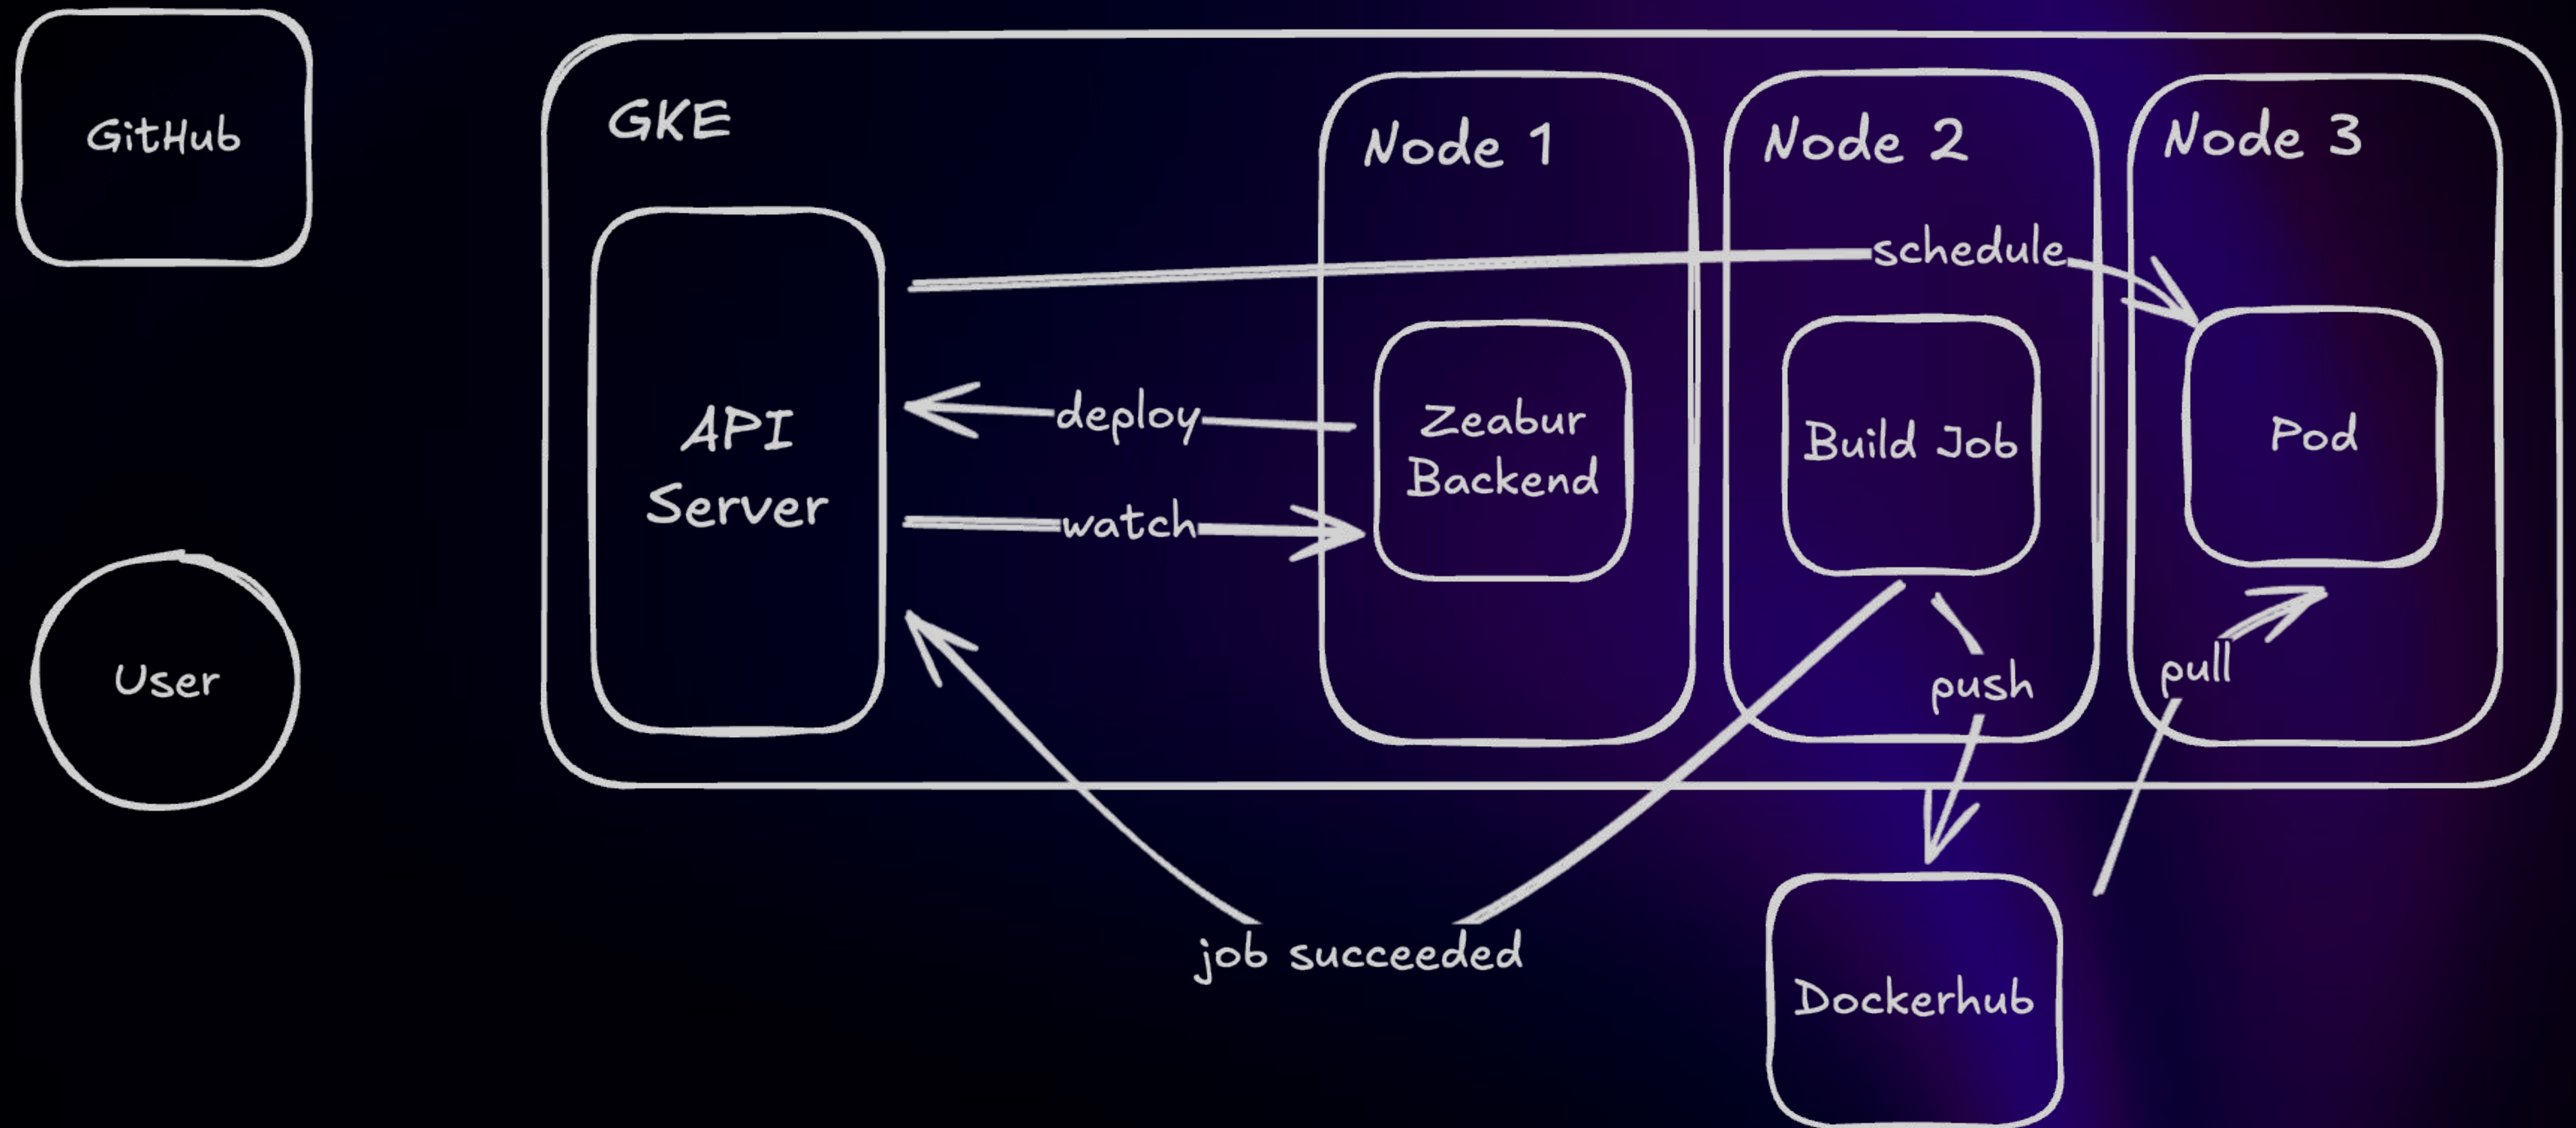 GitHub
GKE
Node 1
Node 2
Node 3
schedule
API
Server
deploy
watch
Zeabur
Backend
Build Job
Pod
User
push
pull
job succeeded
Dockerhub